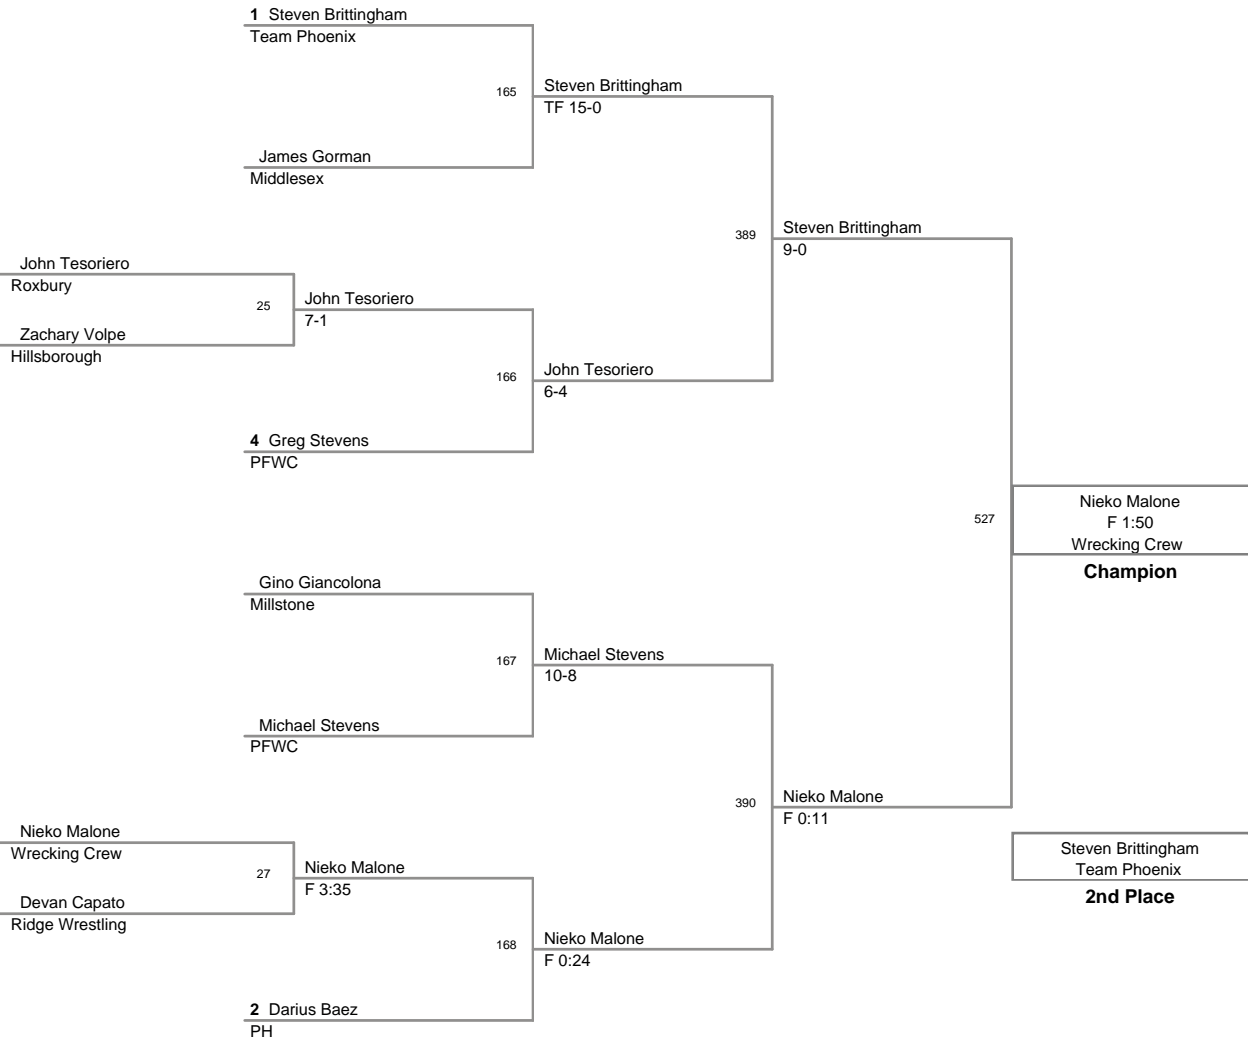 1 Steven Brittingham
Team Phoenix
165
Steven Brittingham
TF 15-0
James Gorman
Middlesex
389
Steven Brittingham
9-0
John Tesoriero
Roxbury
25
John Tesoriero
7-1
Zachary Volpe
Hillsborough
166
John Tesoriero
6-4
4 Greg Stevens
PFWC
527
Nieko Malone
F 1:50
Wrecking Crew
Champion
Gino Giancolona
Millstone
167
Michael Stevens
10-8
Michael Stevens
PFWC
390
Nieko Malone
F 0:11
Nieko Malone
Wrecking Crew
27
Nieko Malone
F 3:35
Devan Capato
Ridge Wrestling
168
Nieko Malone
F 0:24
2 Darius Baez
PH
Steven Brittingham
Team Phoenix
2nd Place